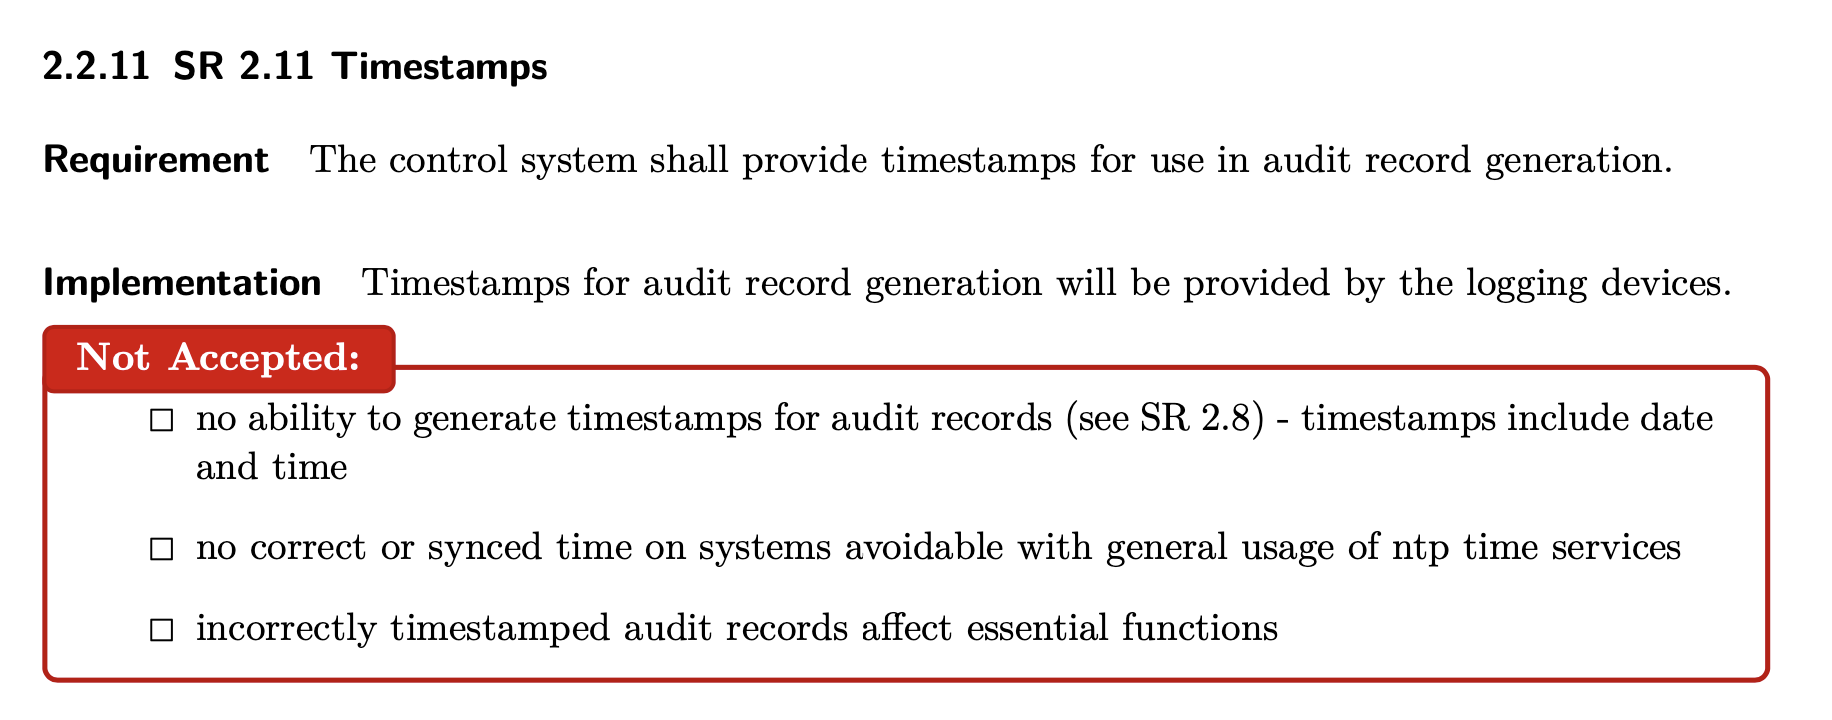 2.2.11 SR 2.11 Timestamps
Requirement The control system shall provide timestamps for use in audit record generation.
Implementation Timestamps for audit record generation will be provided by the logging devices.
Not Accepted:
□ no ability to generate timestamps for audit records (see SR 2.8) - timestamps include date
and time
□ no correct or synced time on systems avoidable with general usage of ntp time services
□ incorrectly timestamped audit records affect essential functions